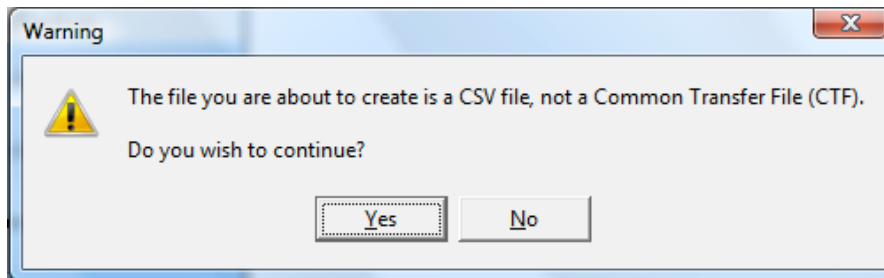 Warning
The file you are about to create is a CSV file, not a Common Transfer File (CTF).
Do you wish to continue?
Yes
No